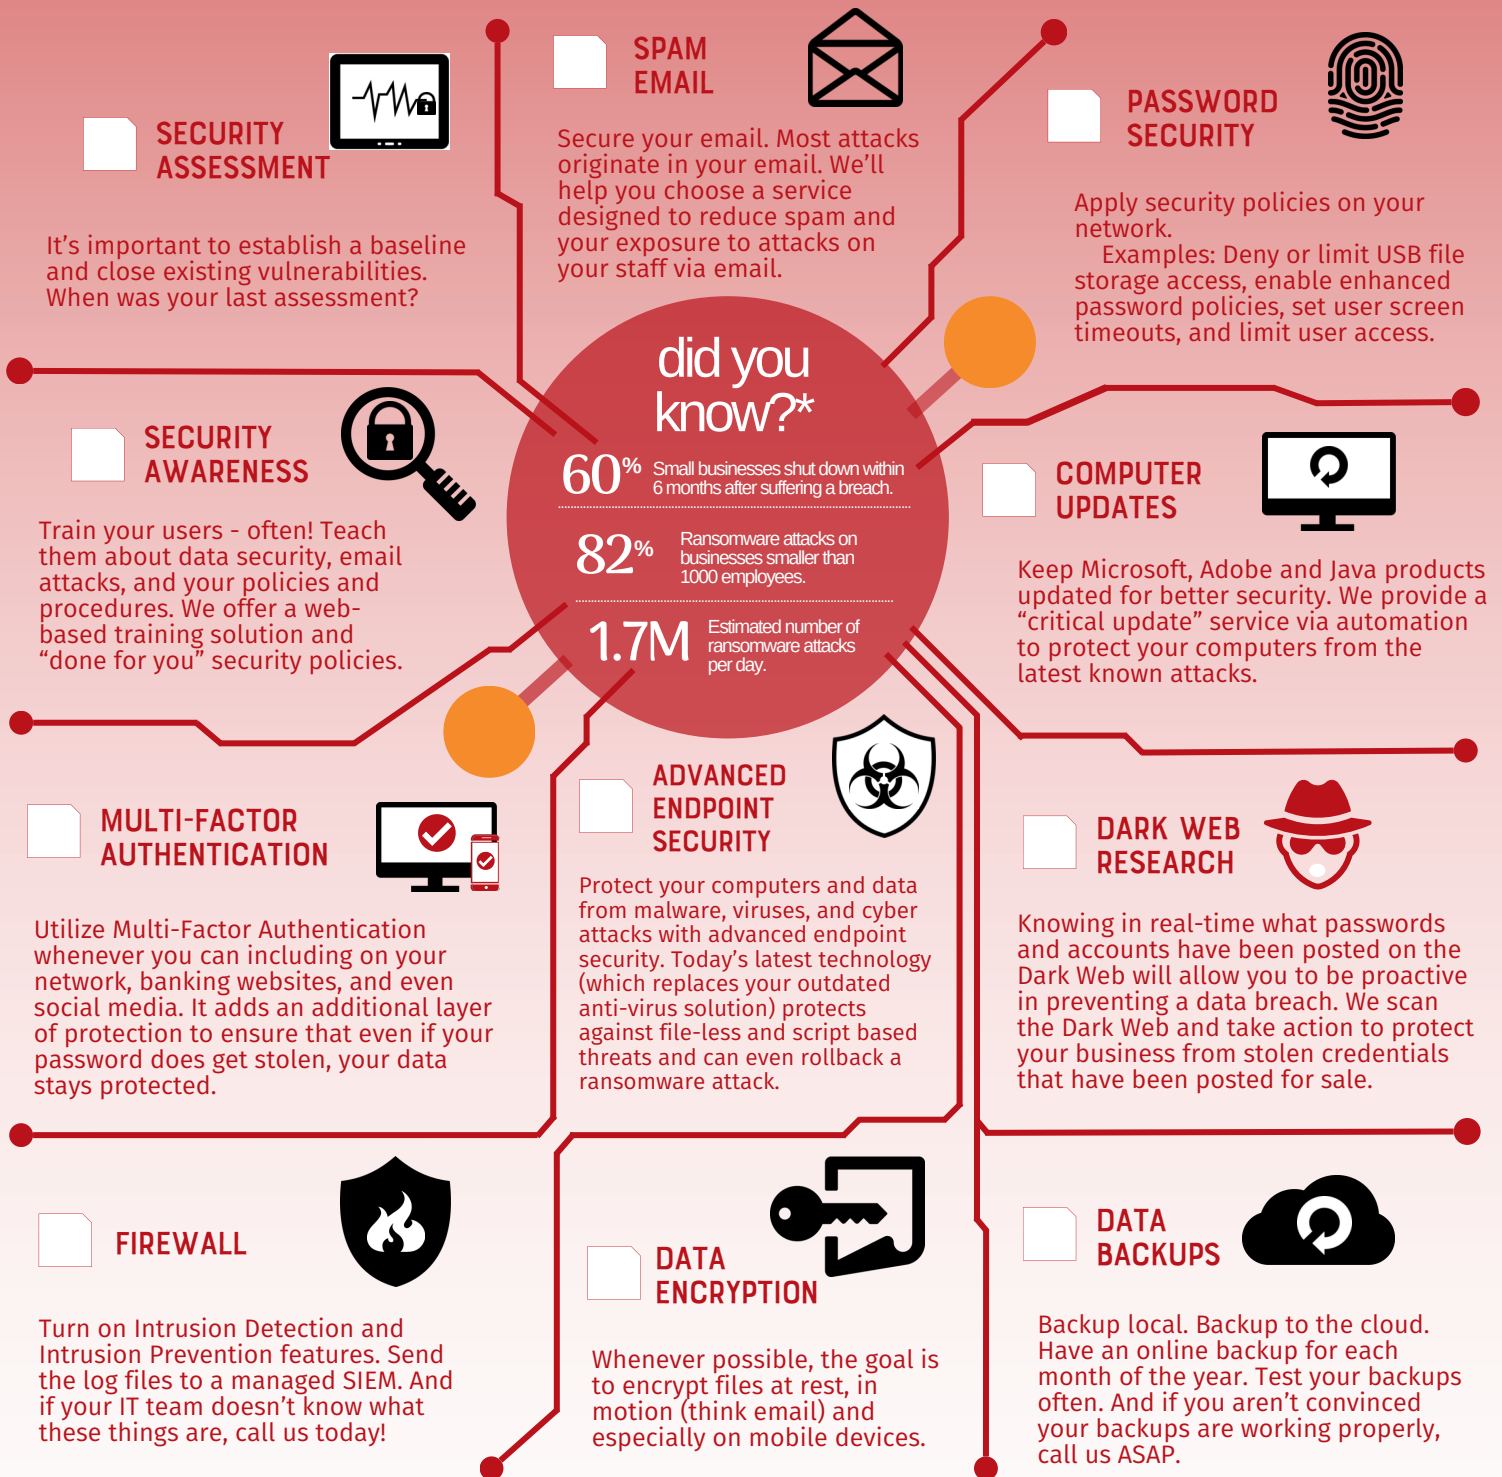 SECURITY
ASSESSMENT
It's important to establish a baseline
and close existing vulnerabilities.
When was your last assessment?
SPAM
EMAIL
Secure your email. Most attacks
originate in your email. We'll
help you choose a service
designed to reduce spam and
your exposure to attacks on
your staff via email.
PASSWORD
SECURITY
Apply security policies on your
network.
Examples: Deny or limit USB file
storage access, enable enhanced
password policies, set user screen
timeouts, and limit user access.
did you
know?*
60% Small businesses shut down within
6 months after suffering a breach.
82% Ransomware attacks on
businesses smaller than
1000 employees.
1.7M Estimated number of
ransomware attacks
per day.
SECURITY
AWARENESS
Train your users - often! Teach
them about data security, email
attacks, and your policies and
procedures. We offer a web-
based training solution and
“done for you” security policies.
COMPUTER
UPDATES
Keep Microsoft, Adobe and Java products
updated for better security. We provide a
“critical update” service via automation
to protect your computers from the
latest known attacks.
MULTI-FACTOR
AUTHENTICATION
Utilize Multi-Factor Authentication
whenever you can including on your
network, banking websites, and even
social media. It adds an additional layer
of protection to ensure that even if your
password does get stolen, your data
stays protected.
ADVANCED
ENDPOINT
SECURITY
Protect your computers and data
from malware, viruses, and cyber
attacks with advanced endpoint
security. Today's latest technology
(which replaces your outdated
anti-virus solution) protects
against file-less and script based
threats and can even rollback a
ransomware attack.
DARK WEB
RESEARCH
Knowing in real-time what passwords
and accounts have been posted on the
Dark Web will allow you to be proactive
in preventing a data breach. We scan
the Dark Web and take action to protect
your business from stolen credentials
that have been posted for sale.
FIREWALL
Turn on Intrusion Detection and
Intrusion Prevention features. Send
the log files to a managed SIEM. And
if your IT team doesn't know what
these things are, call us today!
DATA
ENCRYPTION
Whenever possible, the goal is
to encrypt files at rest, in
motion (think email) and
especially on mobile devices.
DATA
BACKUPS
Backup local. Backup to the cloud.
Have an online backup for each
month of the year. Test your backups
often. And if you aren't convinced
your backups are working properly,
call us ASAP.